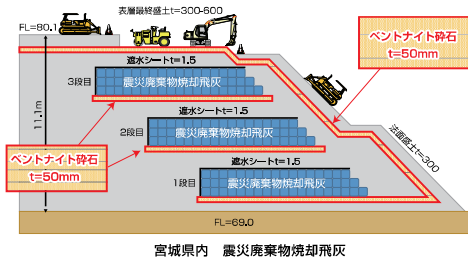 表層最終盛土t=300-600
FL=80.1
ベントナイト砕石
t=50mm
遮水シートt=1.5
3段目
震災廃棄物焼却飛灰
遮水シートt=1.5
2段目
震災廃棄物焼却飛灰
11.1m
法面盛土t=300
ベントナイト砕石
t=50mm
遮水シートt=1.5
1段目
震災廃棄物焼却飛灰
FL=69.0
宮城県内　震災廃棄物焼却飛灰